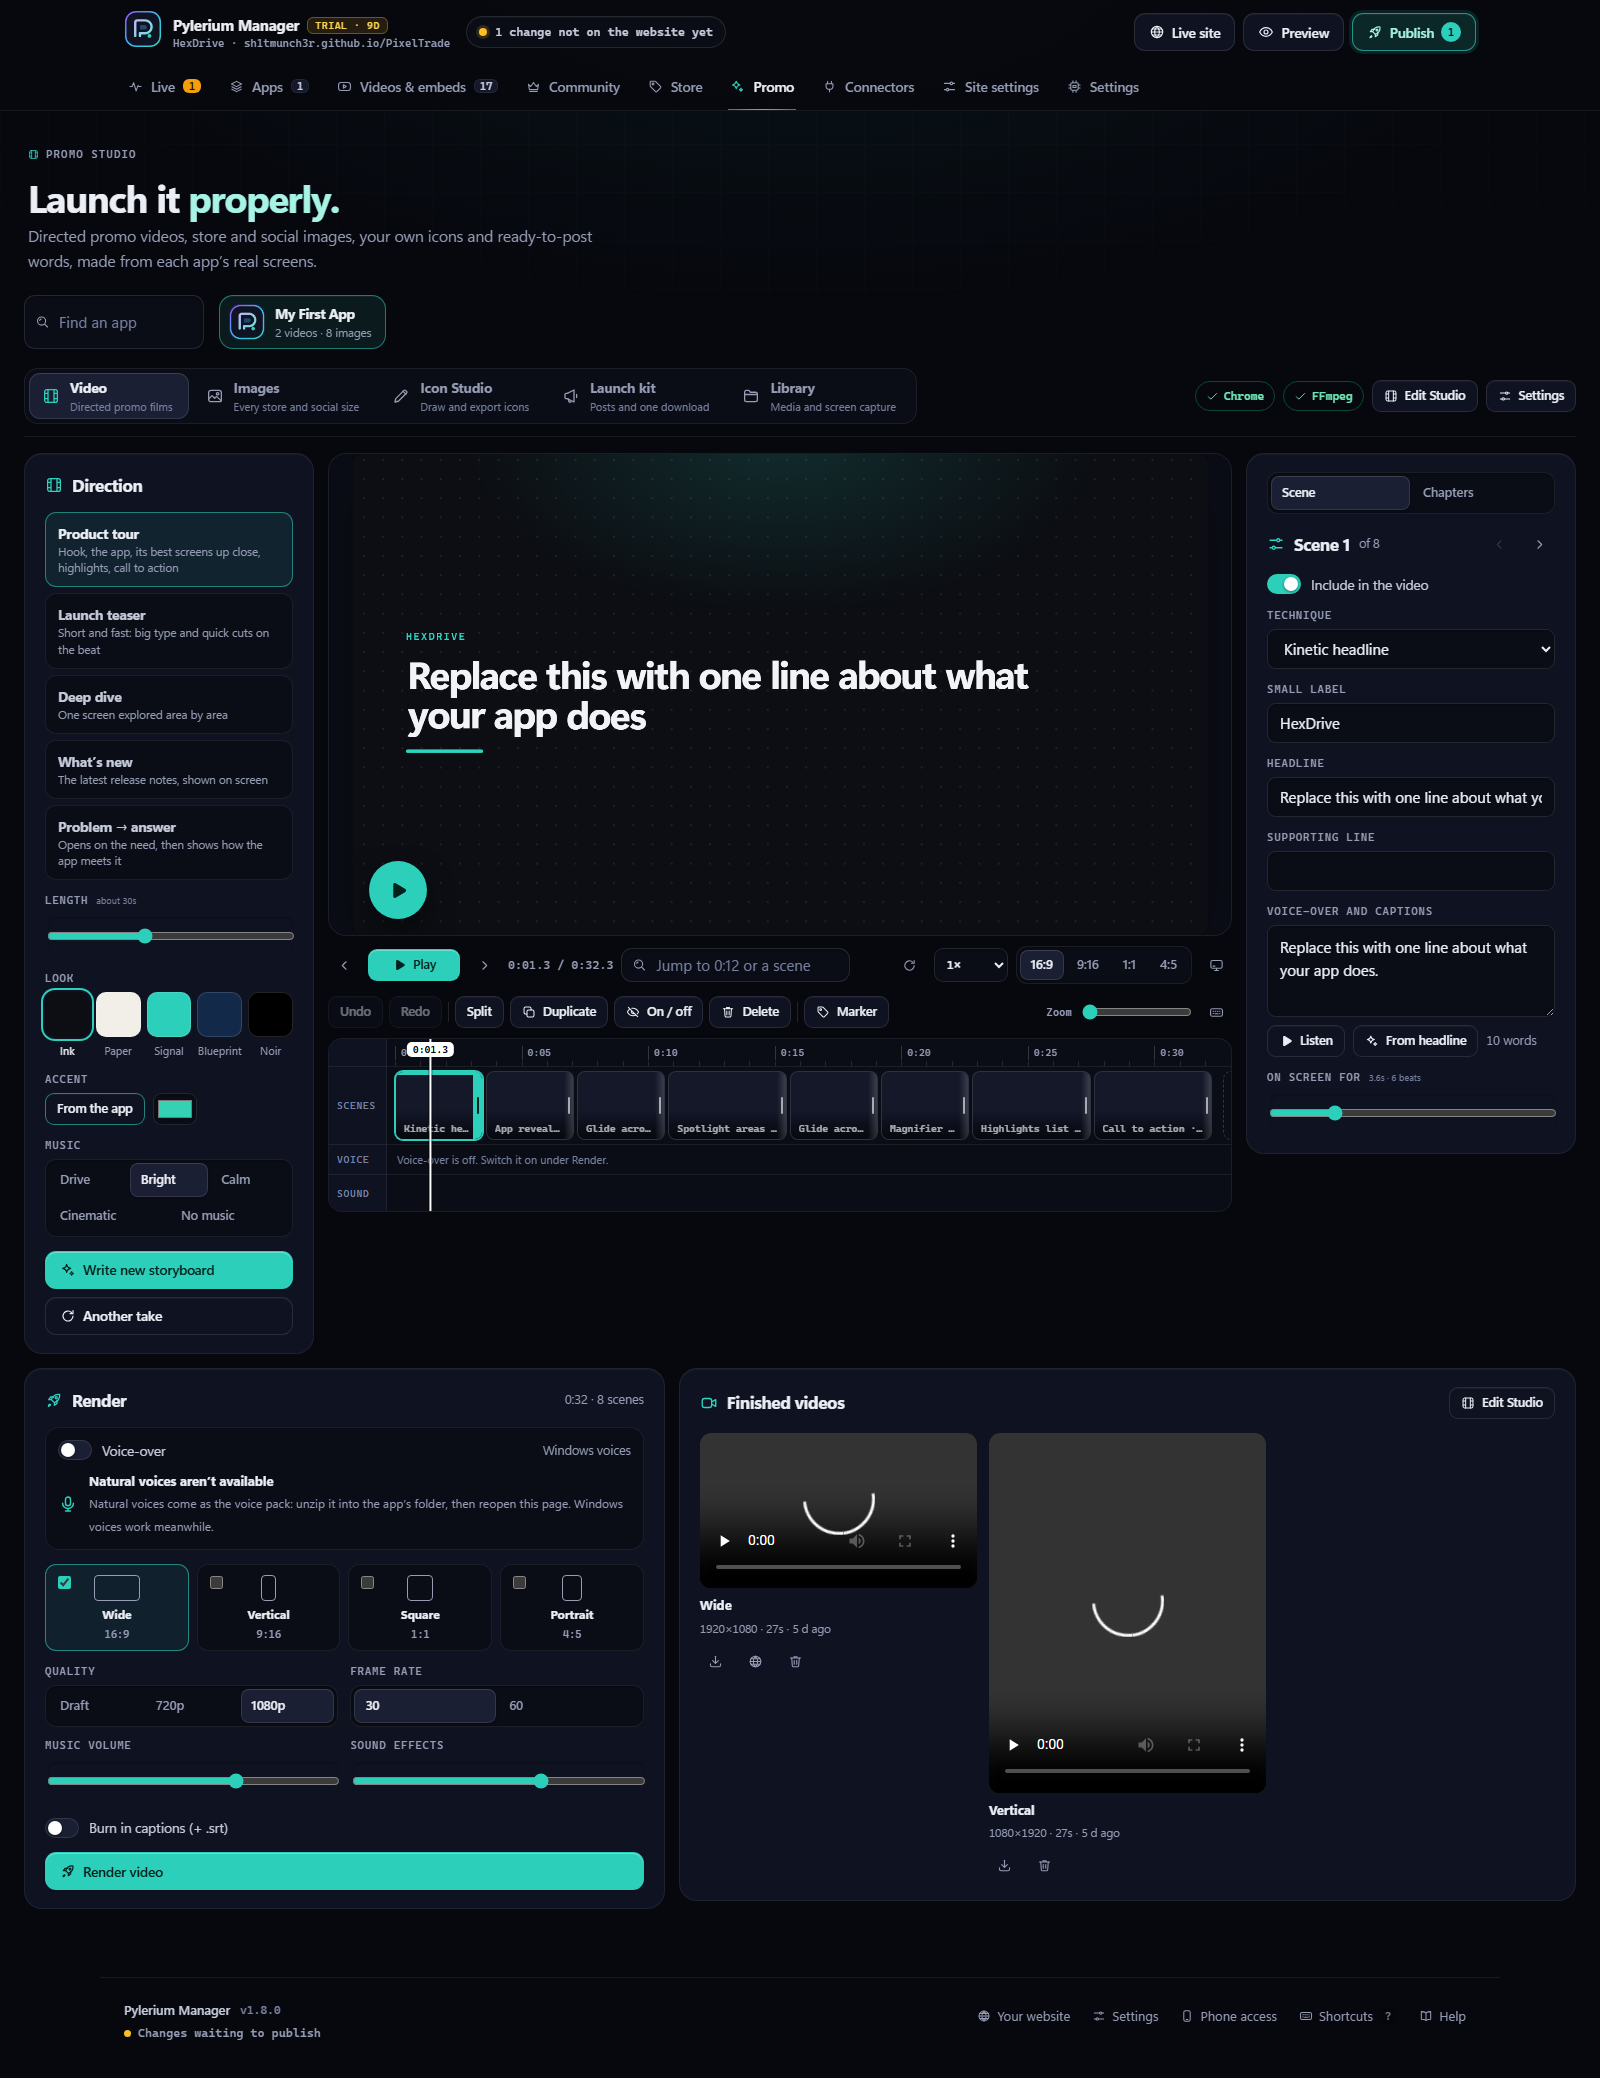 Pylerium Manager TRIAL · 9D
HexDrive · sh1tmunch3r.github.io/PixelTrade
1 change not on the website yet
Live site
Preview
Publish 1
Live 1
Apps 1
Videos & embeds 17
Community
Store
Promo
Connectors
Site settings
Settings
PROMO STUDIO
Launch it properly.
Directed promo videos, store and social images, your own icons and ready-to-post
words, made from each app’s real screens.
Find an app
My First App
2 videos · 8 images
Video
Directed promo films
Images
Every store and social size
Icon Studio
Draw and export icons
Launch kit
Posts and one download
Library
Media and screen capture
Chrome
FFmpeg
Edit Studio
Settings
Direction
Product tour
Hook, the app, its best screens up close,
highlights, call to action
Launch teaser
Short and fast: big type and quick cuts on
the beat
Deep dive
One screen explored area by area
What’s new
The latest release notes, shown on screen
Problem → answer
Opens on the need, then shows how the
app meets it
LENGTH about 30s
LOOK
Ink
Paper
Signal
Blueprint
Noir
ACCENT
From the app
MUSIC
Drive
Bright
Calm
Cinematic
No music
Write new storyboard
Another take
HEXDRIVE
Replace this with one line about what
your app does
Play
0:01.3 / 0:32.3
Jump to 0:12 or a scene
1×
16:9
9:16
1:1
4:5
Undo
Redo
Split
Duplicate
On / off
Delete
Marker
Zoom
0:01.3
0:05
0:10
0:15
0:20
0:25
0:30
SCENES
Kinetic he…
App reveal…
Glide acro…
Spotlight areas …
Glide acro…
Magnifier …
Highlights list …
Call to action ·…
VOICE
Voice-over is off. Switch it on under Render.
SOUND
Scene
Chapters
Scene 1 of 8
Include in the video
TECHNIQUE
Kinetic headline
SMALL LABEL
HexDrive
HEADLINE
Replace this with one line about what yo
SUPPORTING LINE
VOICE-OVER AND CAPTIONS
Replace this with one line about what
your app does.
Listen
From headline
10 words
ON SCREEN FOR 3.6s · 6 beats
Render
0:32 · 8 scenes
Voice-over
Windows voices
Natural voices aren’t available
Natural voices come as the voice pack: unzip it into the app’s folder, then reopen this page. Windows
voices work meanwhile.
Wide
16:9
Vertical
9:16
Square
1:1
Portrait
4:5
QUALITY
Draft
720p
1080p
FRAME RATE
30
60
MUSIC VOLUME
SOUND EFFECTS
Burn in captions (+ .srt)
Render video
Finished videos
Edit Studio
0:00
Wide
1920×1080 · 27s · 5 d ago
0:00
Vertical
1080×1920 · 27s · 5 d ago
Pylerium Manager v1.8.0
Changes waiting to publish
Your website
Settings
Phone access
Shortcuts ?
Help